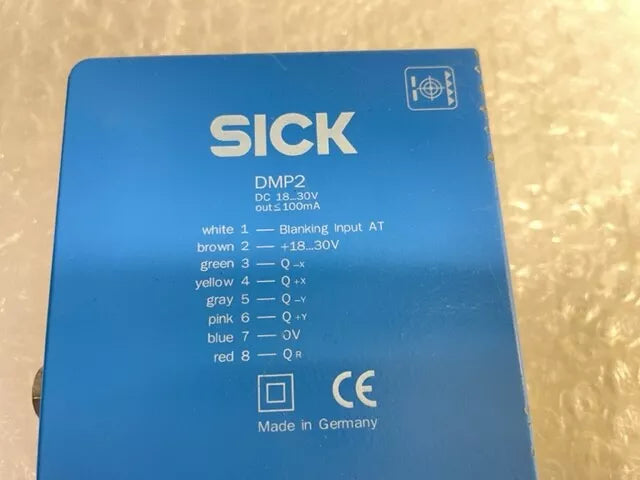 SICK
DMP2
DC 18...30V
out≤100mA
white 1 — Blanking Input AT
brown 2 — +18...30V
green 3 — Q -X
yellow 4 — Q +X
gray 5 — Q -Y
pink 6 — Q +Y
blue 7 — 0V
red 8 — Q R
CE
Made in Germany